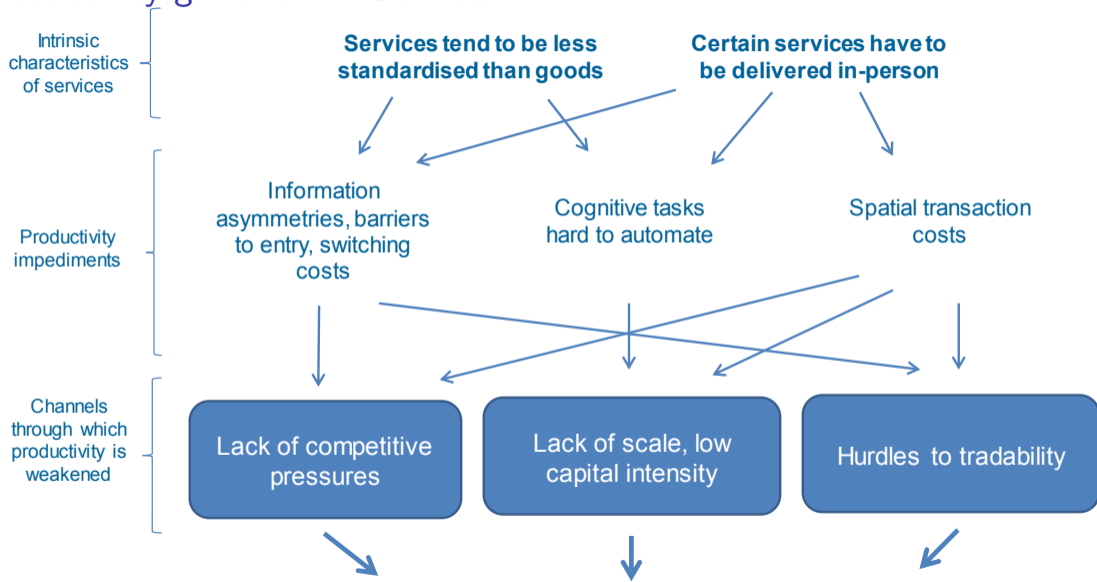 Intrinsic
characteristics
of services
Services tend to be less
standardised than goods
Certain services have to
be delivered in-person
Productivity
impediments
Information
asymmetries, barriers
to entry, switching
costs
Cognitive tasks
hard to automate
Spatial transaction
costs
Channels
through which
productivity is
weakened
Lack of competitive
pressures
Lack of scale, low
capital intensity
Hurdles to tradability